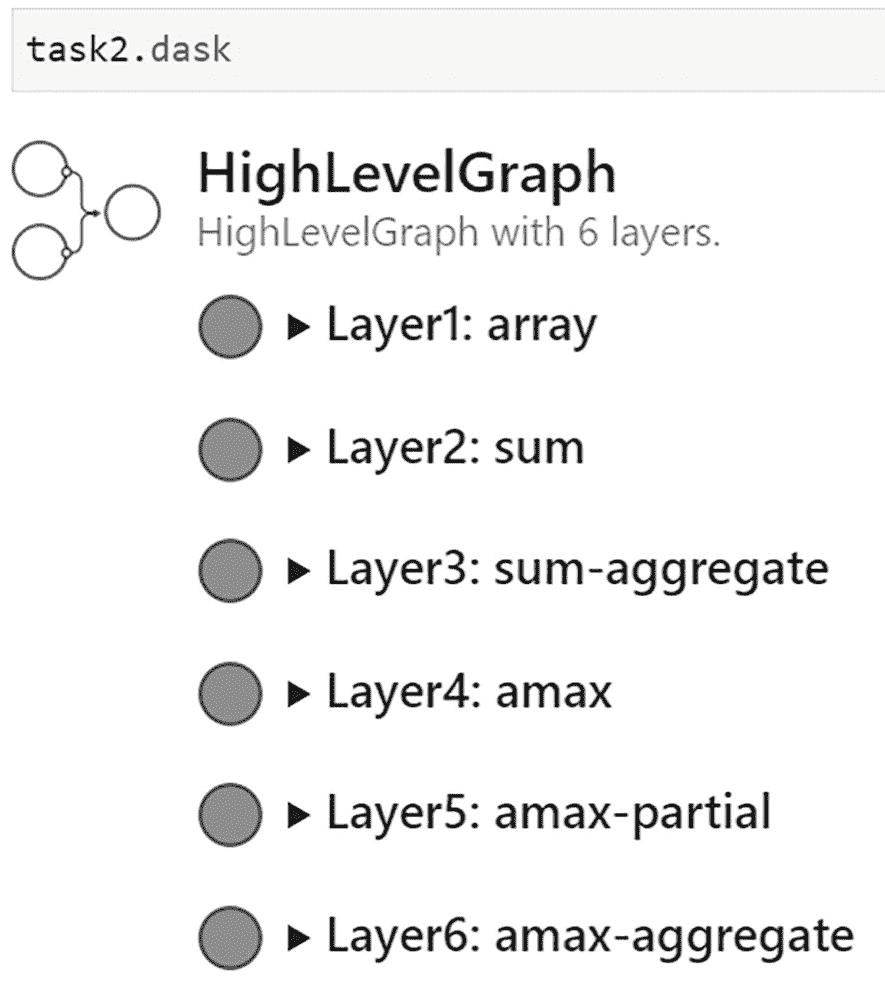 task2.dask
HighLevelGraph
HighLevelGraph with 6 layers.
▶ Layer1: array
▶ Layer2: sum
▶ Layer3: sum-aggregate
▶ Layer4: amax
▶ Layer5: amax-partial
▶ Layer6: amax-aggregate